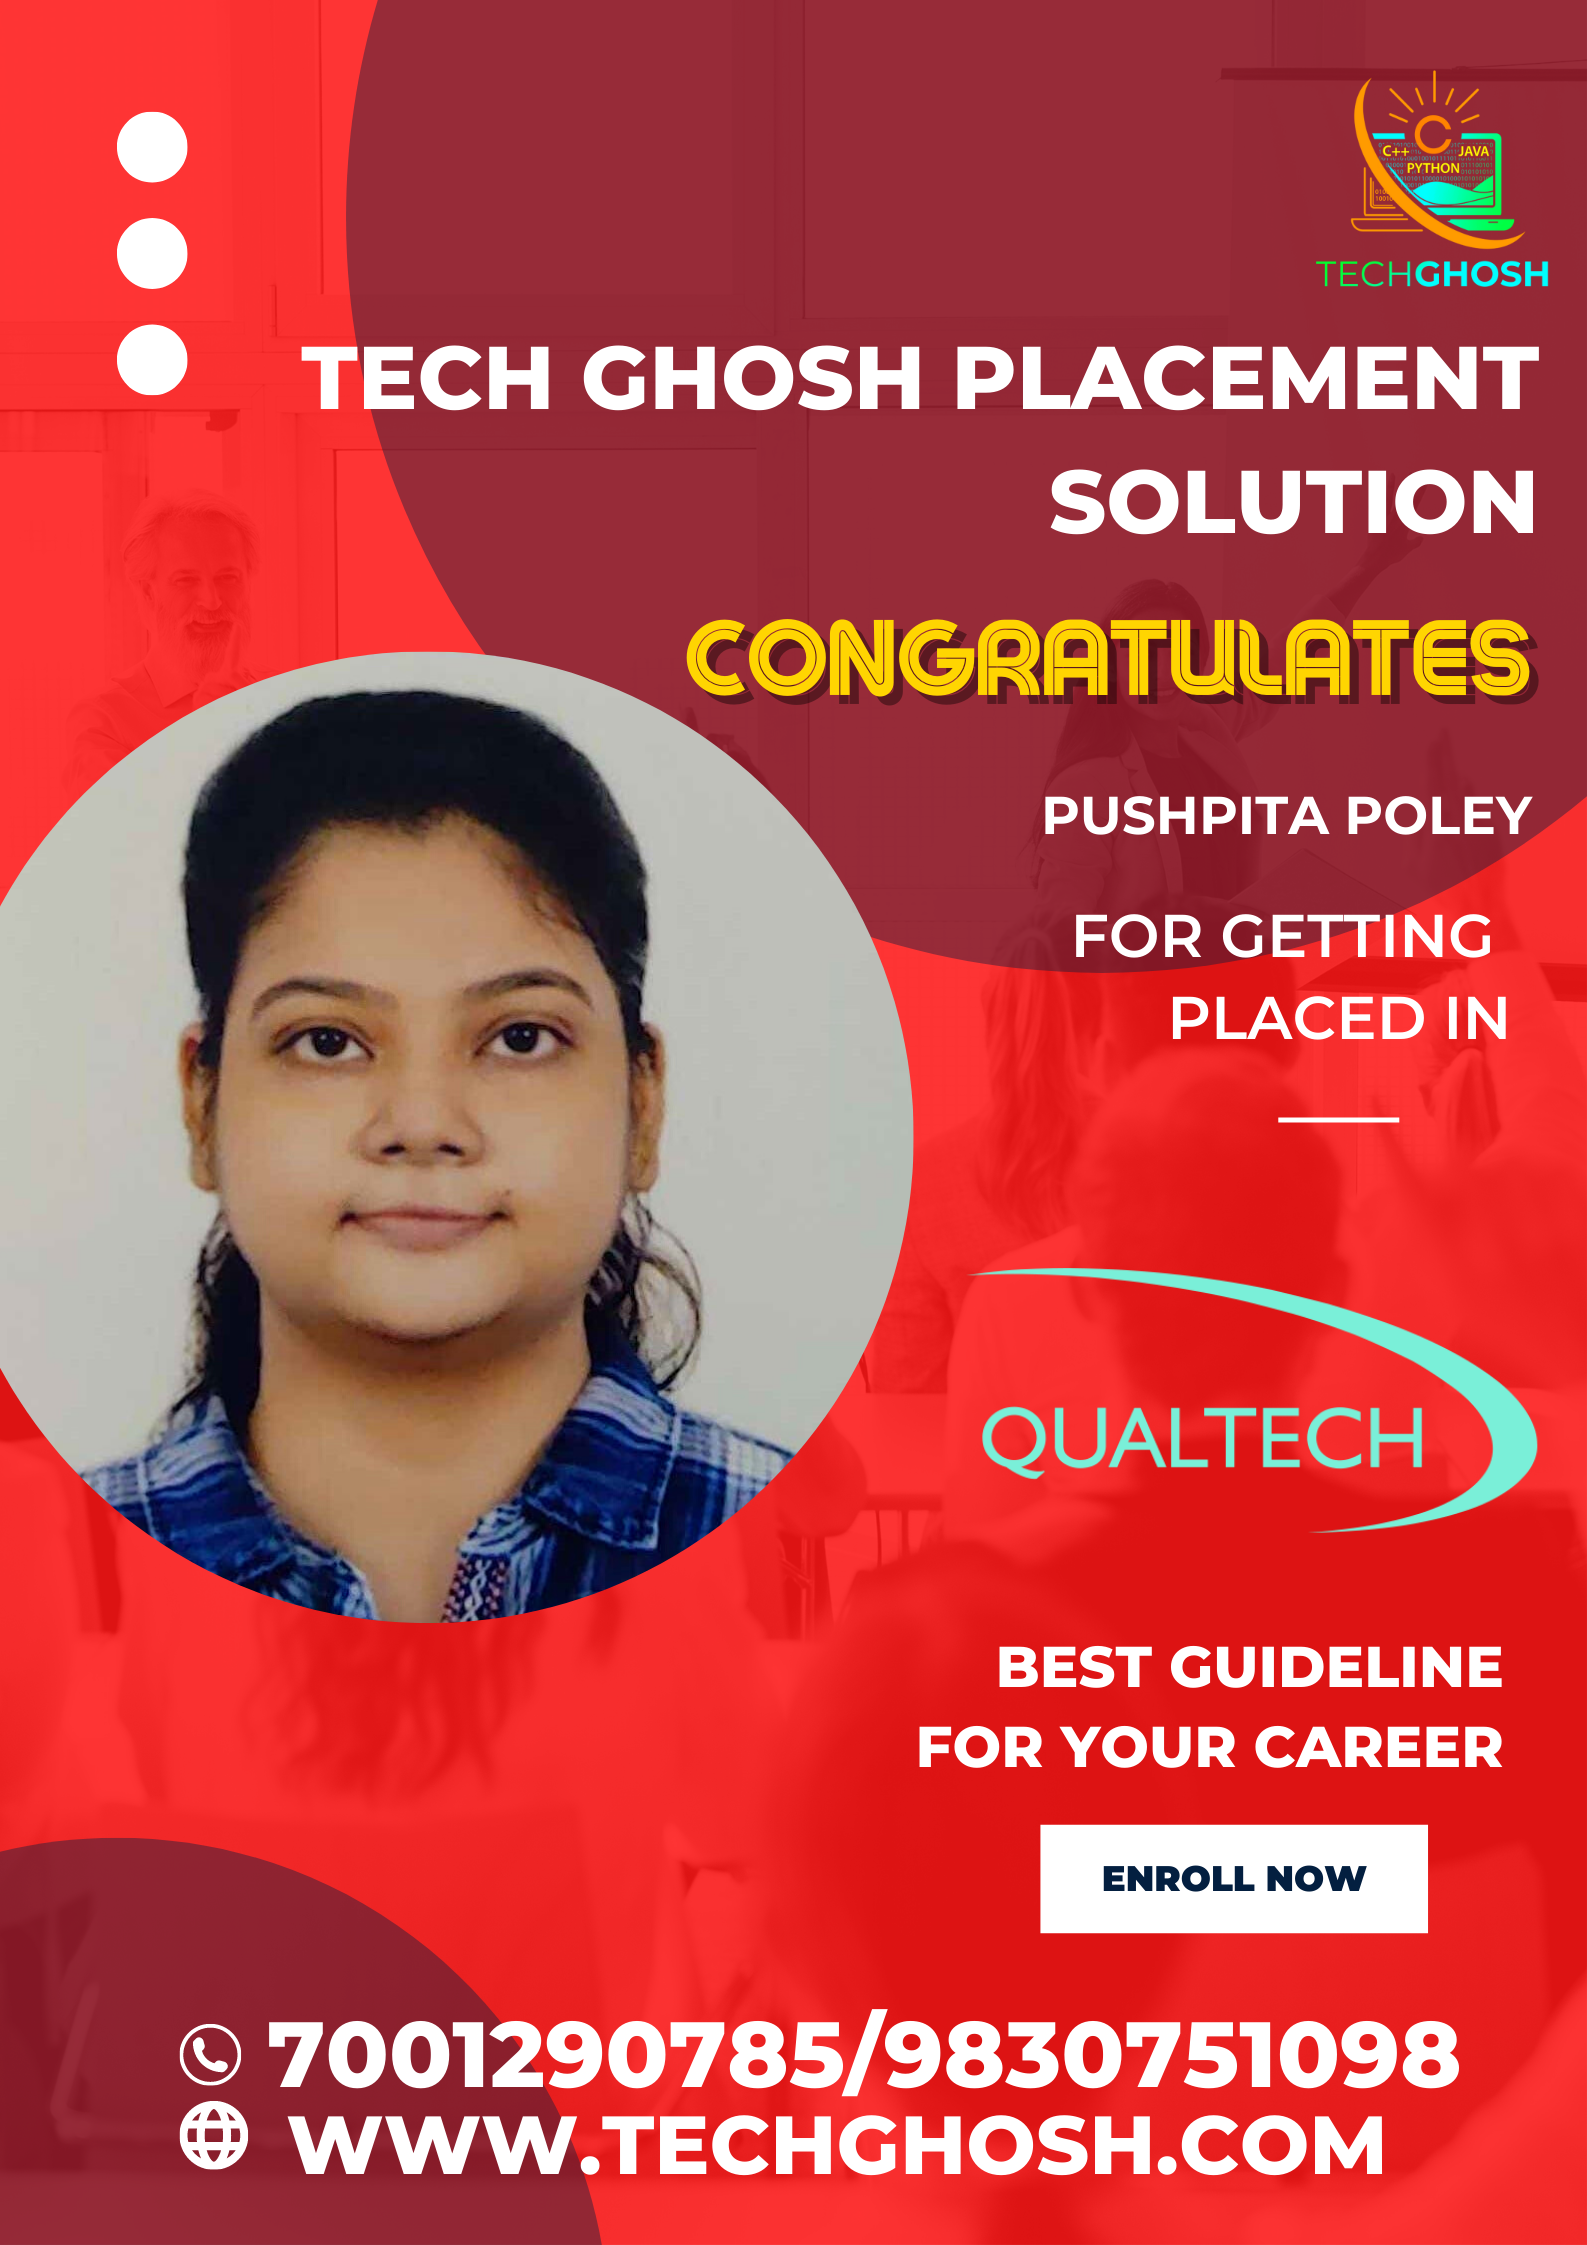 C
C++
JAVA
PYTHON
TECHGHOSH
TECH GHOSH PLACEMENT
SOLUTION
CONGRATULATES
PUSHPITA POLEY
FOR GETTING
PLACED IN
QUALTECH
BEST GUIDELINE
FOR YOUR CAREER
ENROLL NOW
7001290785/9830751098
WWW.TECHGHOSH.COM